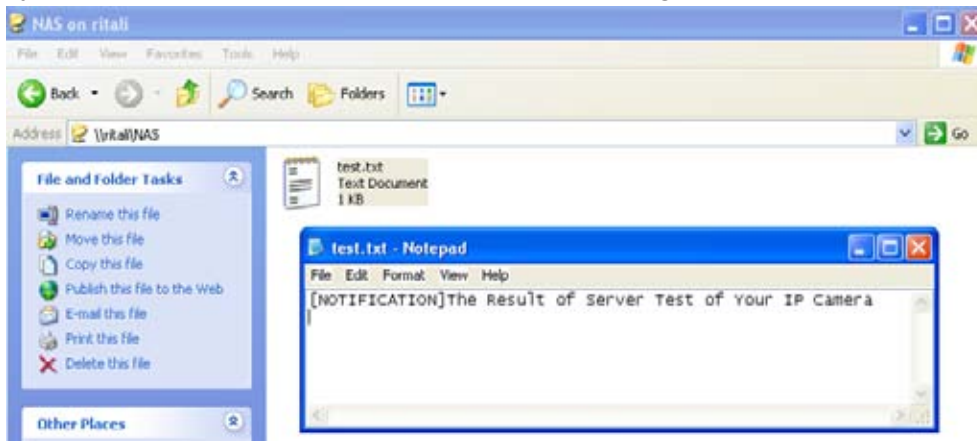 NAS on ritali
File Edit View Favorites Tools Help
Back Search Folders
Address \\ritali\NAS Go
File and Folder Tasks
Rename this file
Move this file
Copy this file
Publish this file to the Web
E-mail this file
Print this file
Delete this file
Other Places
test.txt
Text Document
1 KB
test.txt - Notepad
File Edit Format View Help
[NOTIFICATION]The Result of Server Test of Your IP Camera